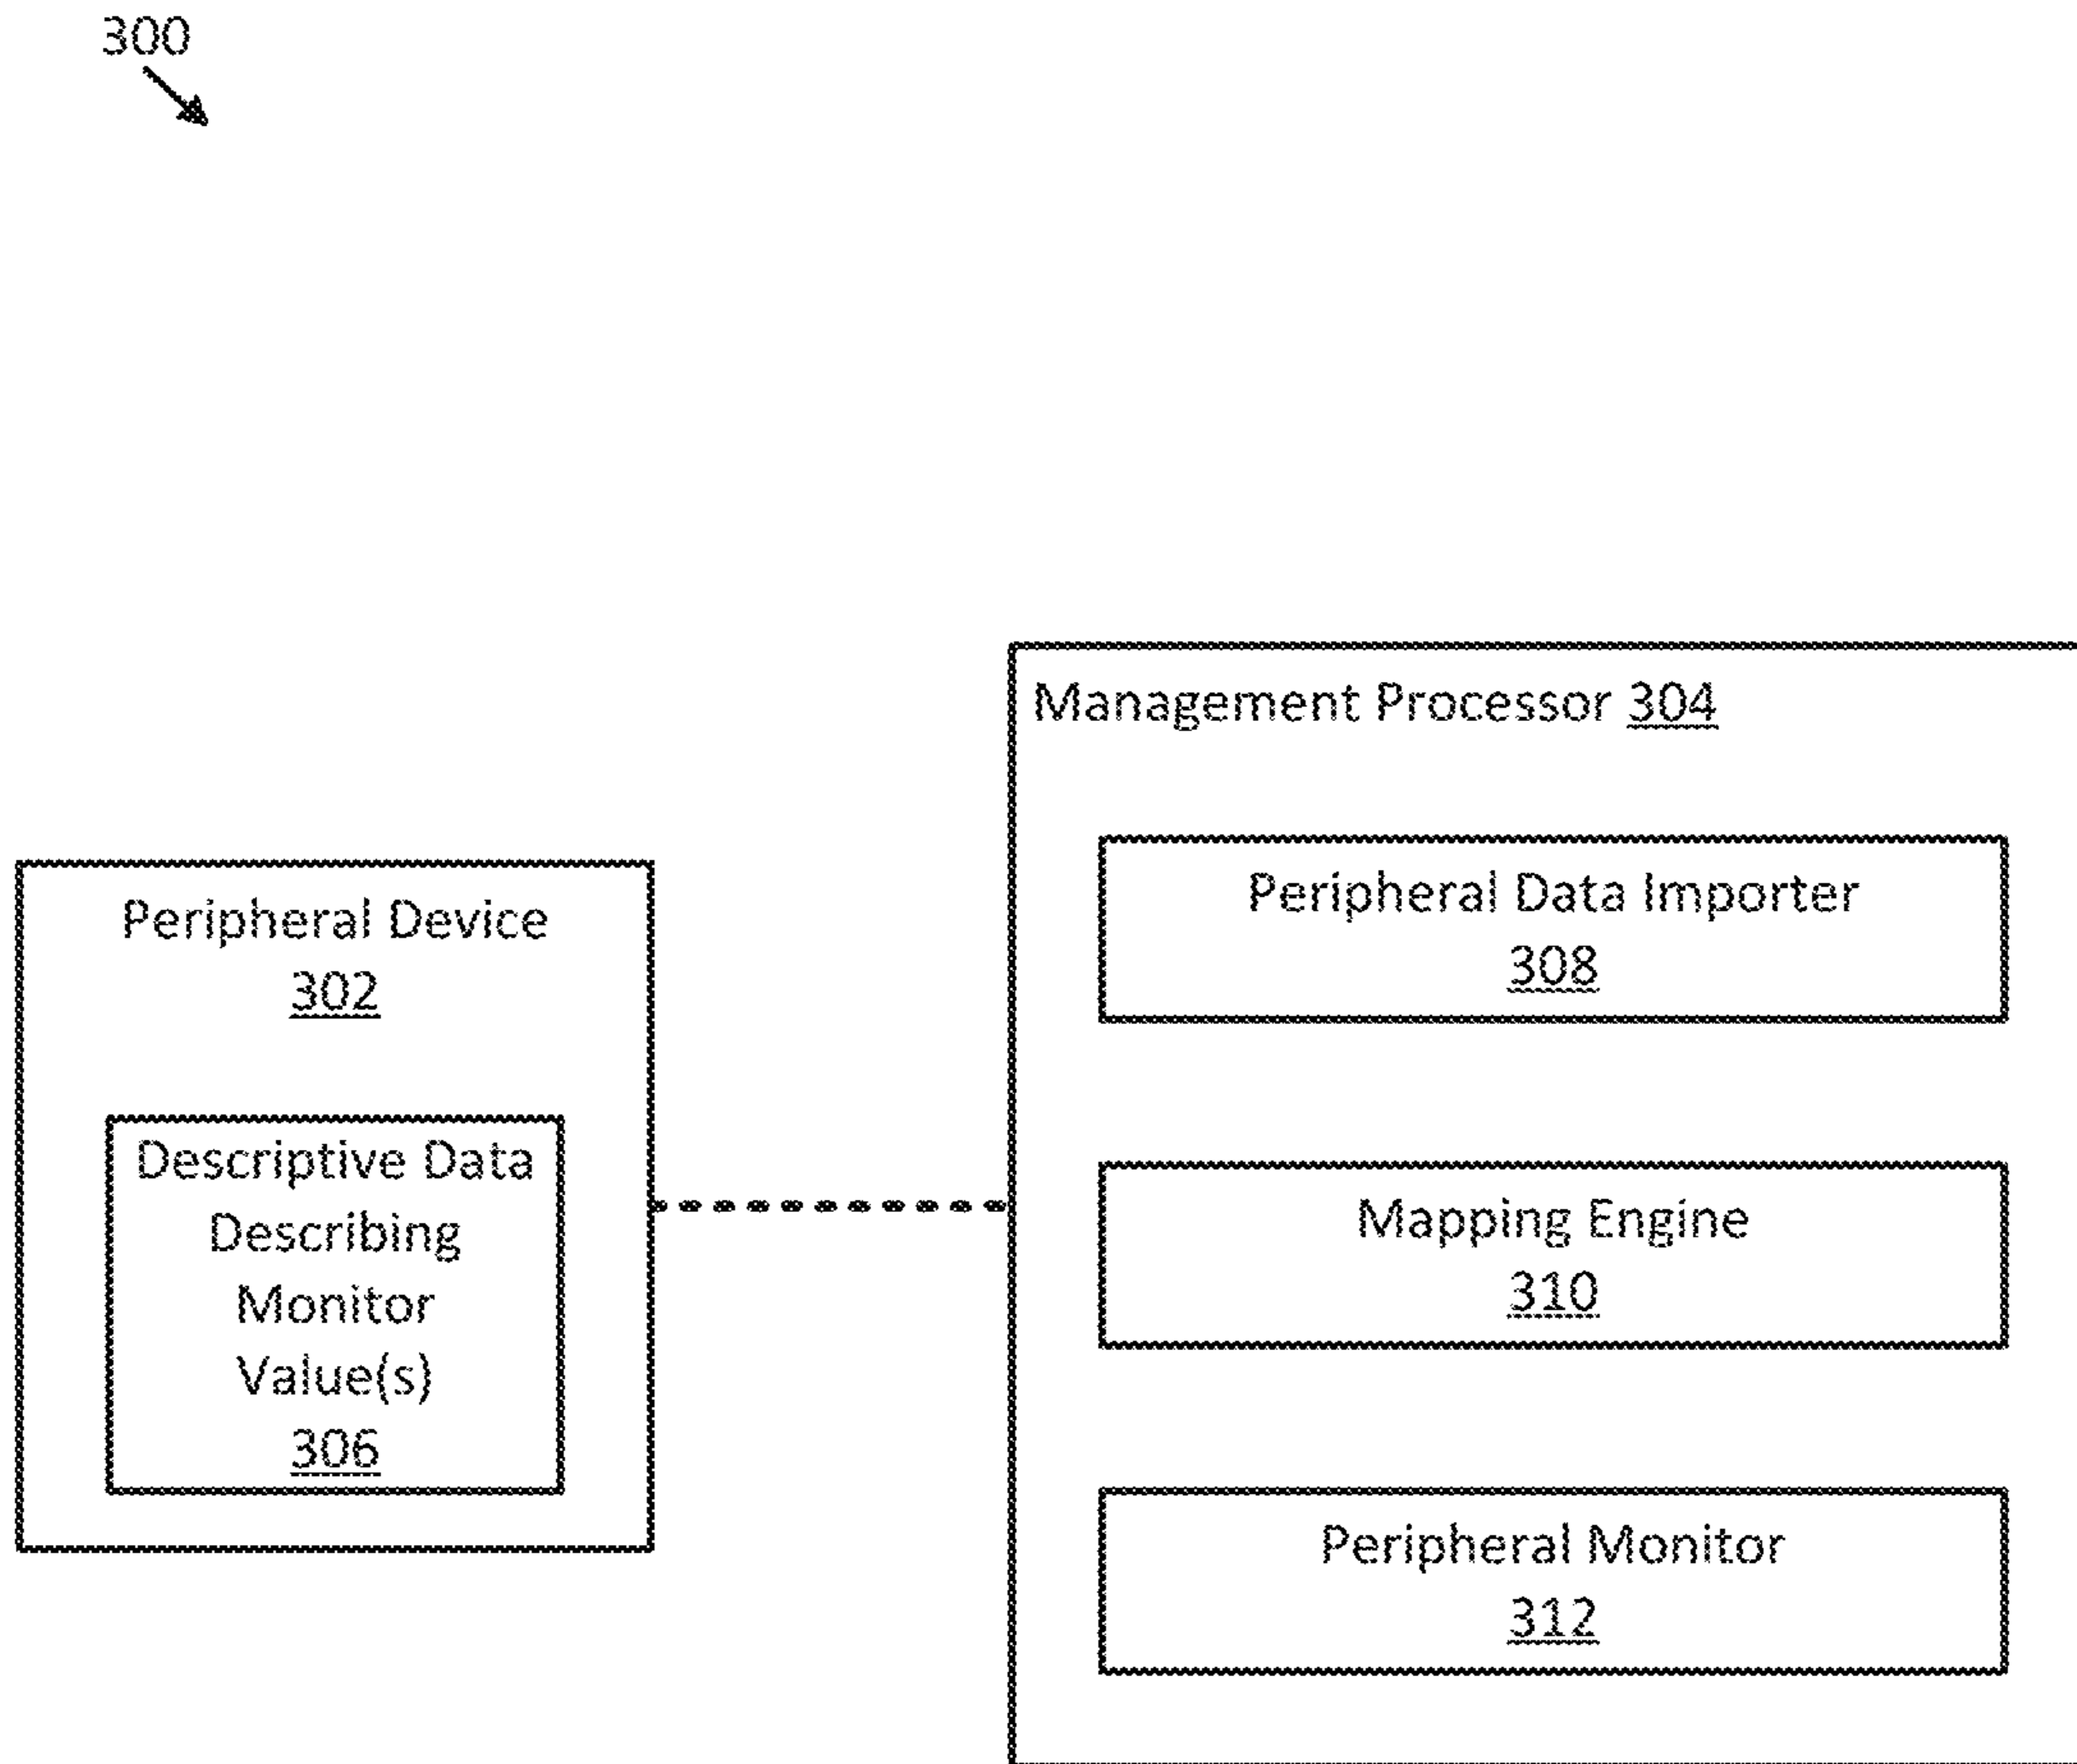 300
Management Processor 304
Peripheral Data Importer
308
Peripheral Device
302
Descriptive Data
Describing
Monitor
Value(s)
306
Mapping Engine
310
Peripheral Monitor
312